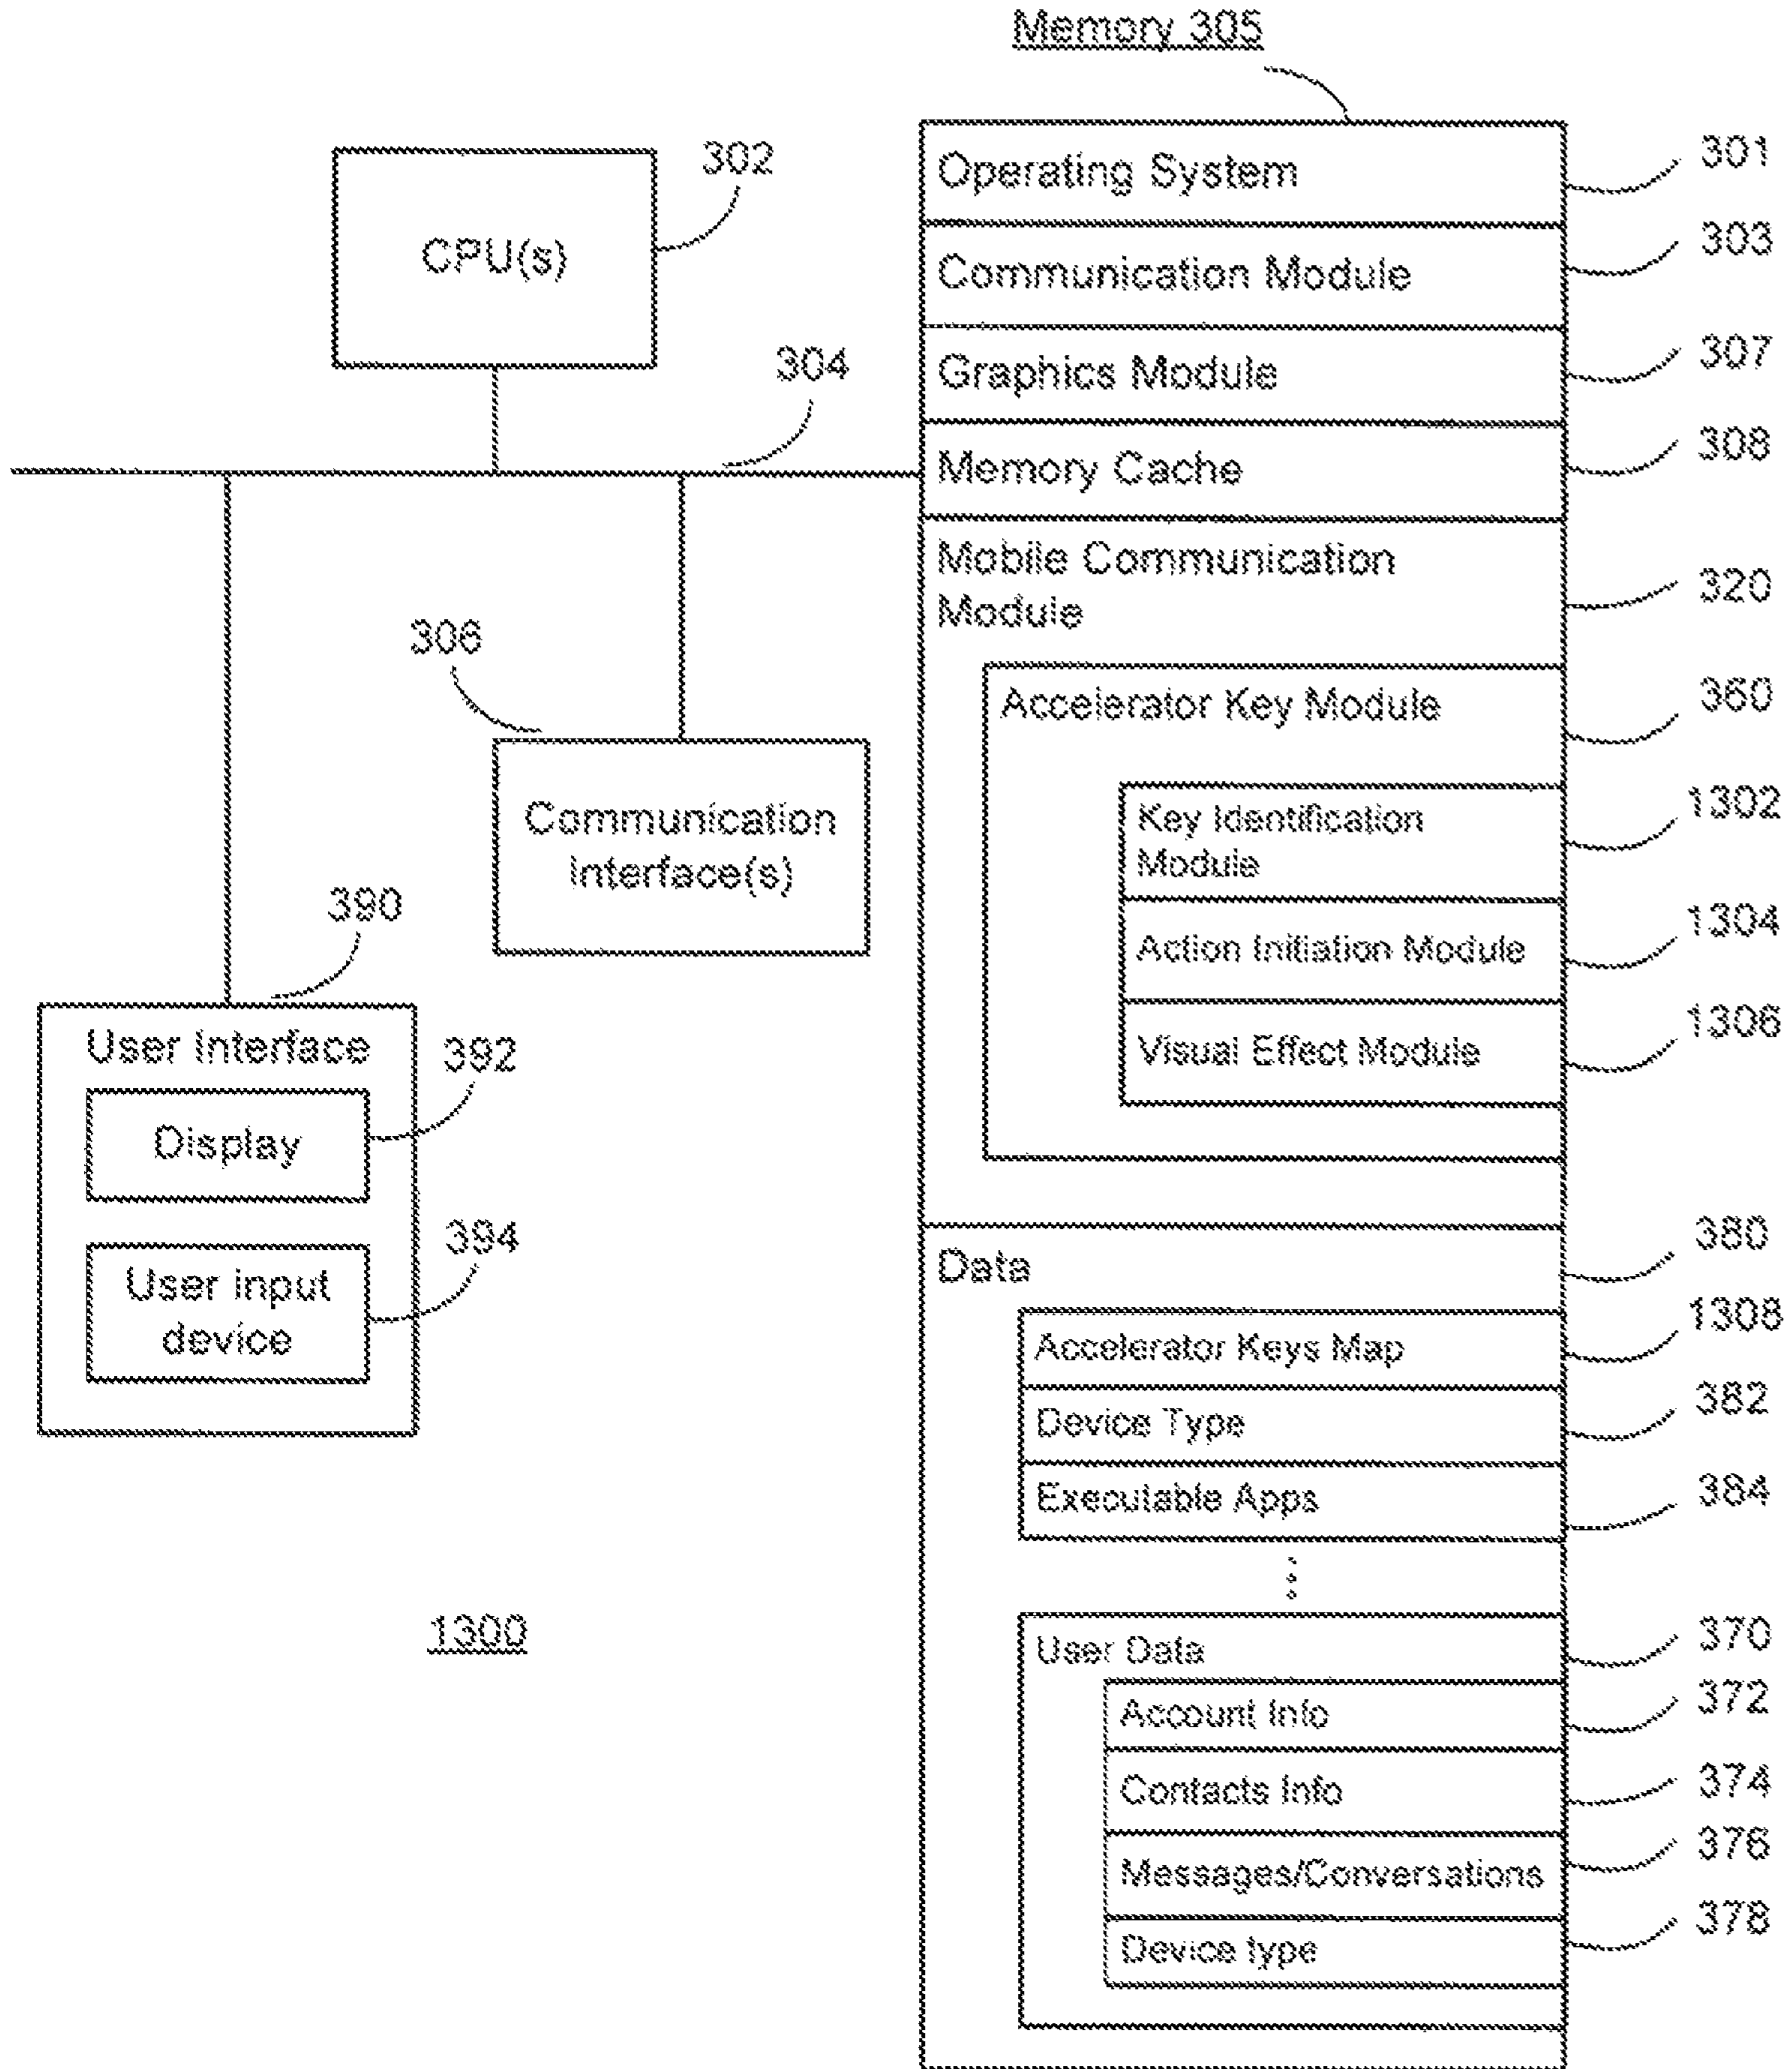 Memory 305
Operating System
301
302
CPU(s)
Communication Module
303
304
Graphics Module
307
Memory Cache
308
Mobile Communication
Module
320
306
Accelerator Key Module
360
Communication
Interface(s)
Key Identification
Module
1302
390
Action Initiation Module
1304
User Interface
392
Visual Effect Module
1306
Display
394
User input
device
Data
380
Accelerator Keys Map
1308
Device Type
382
Executable Apps
384
1300
User Data
370
Account Info
372
Contacts Info
374
Messages/Conversations
376
Device type
378